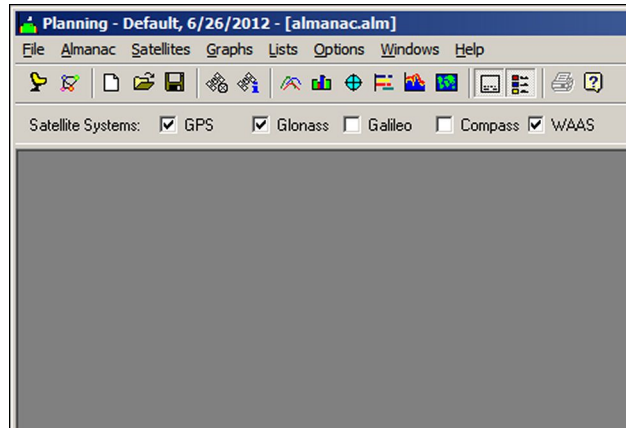 Planning - Default, 6/26/2012 - [almanac.alm]
File Almanac Satellites Graphs Lists Options Windows Help
Satellite Systems: GPS Glonass Galileo Compass WAAS